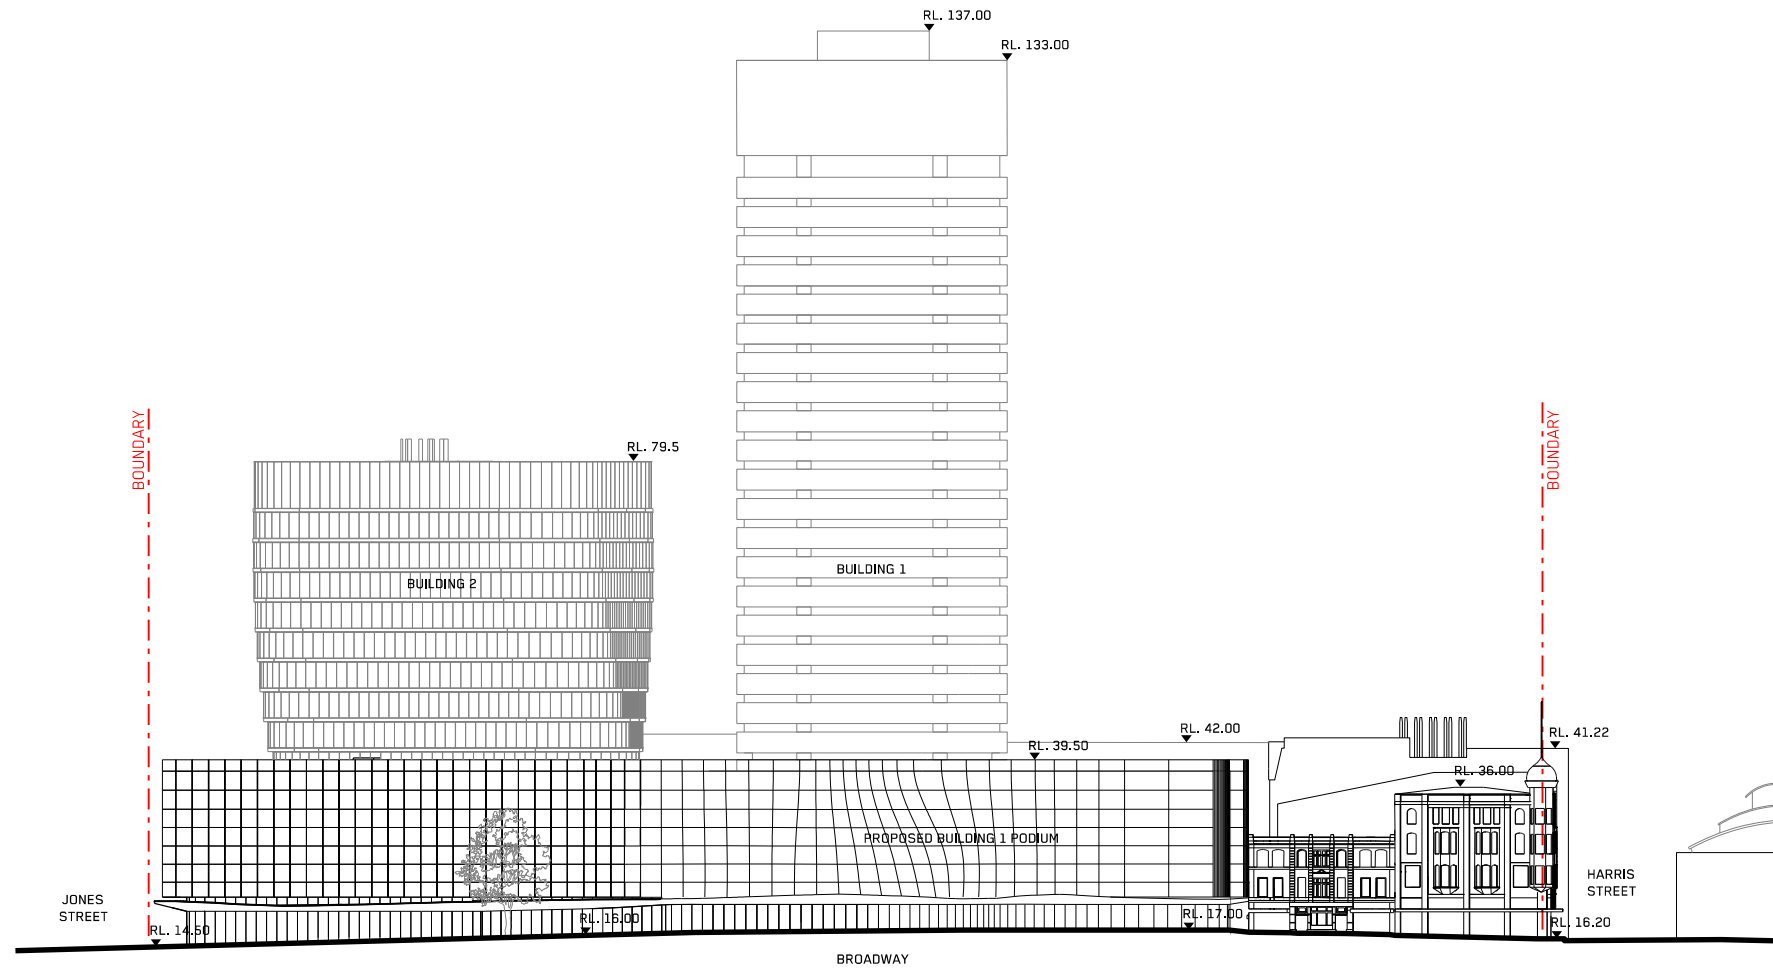 RL. 137.00
RL. 133.00
BOUNDARY
BOUNDARY
RL. 79.5
BUILDING 1
BUILDING 2
RL. 42.00
RL. 41.22
RL. 39.50
RL. 36.00
PROPOSED BUILDING 1 PODIUM
JONES
STREET
HARRIS
STREET
RL. 16.00
RL. 17.00
RL. 16.20
RL. 14.50
BROADWAY